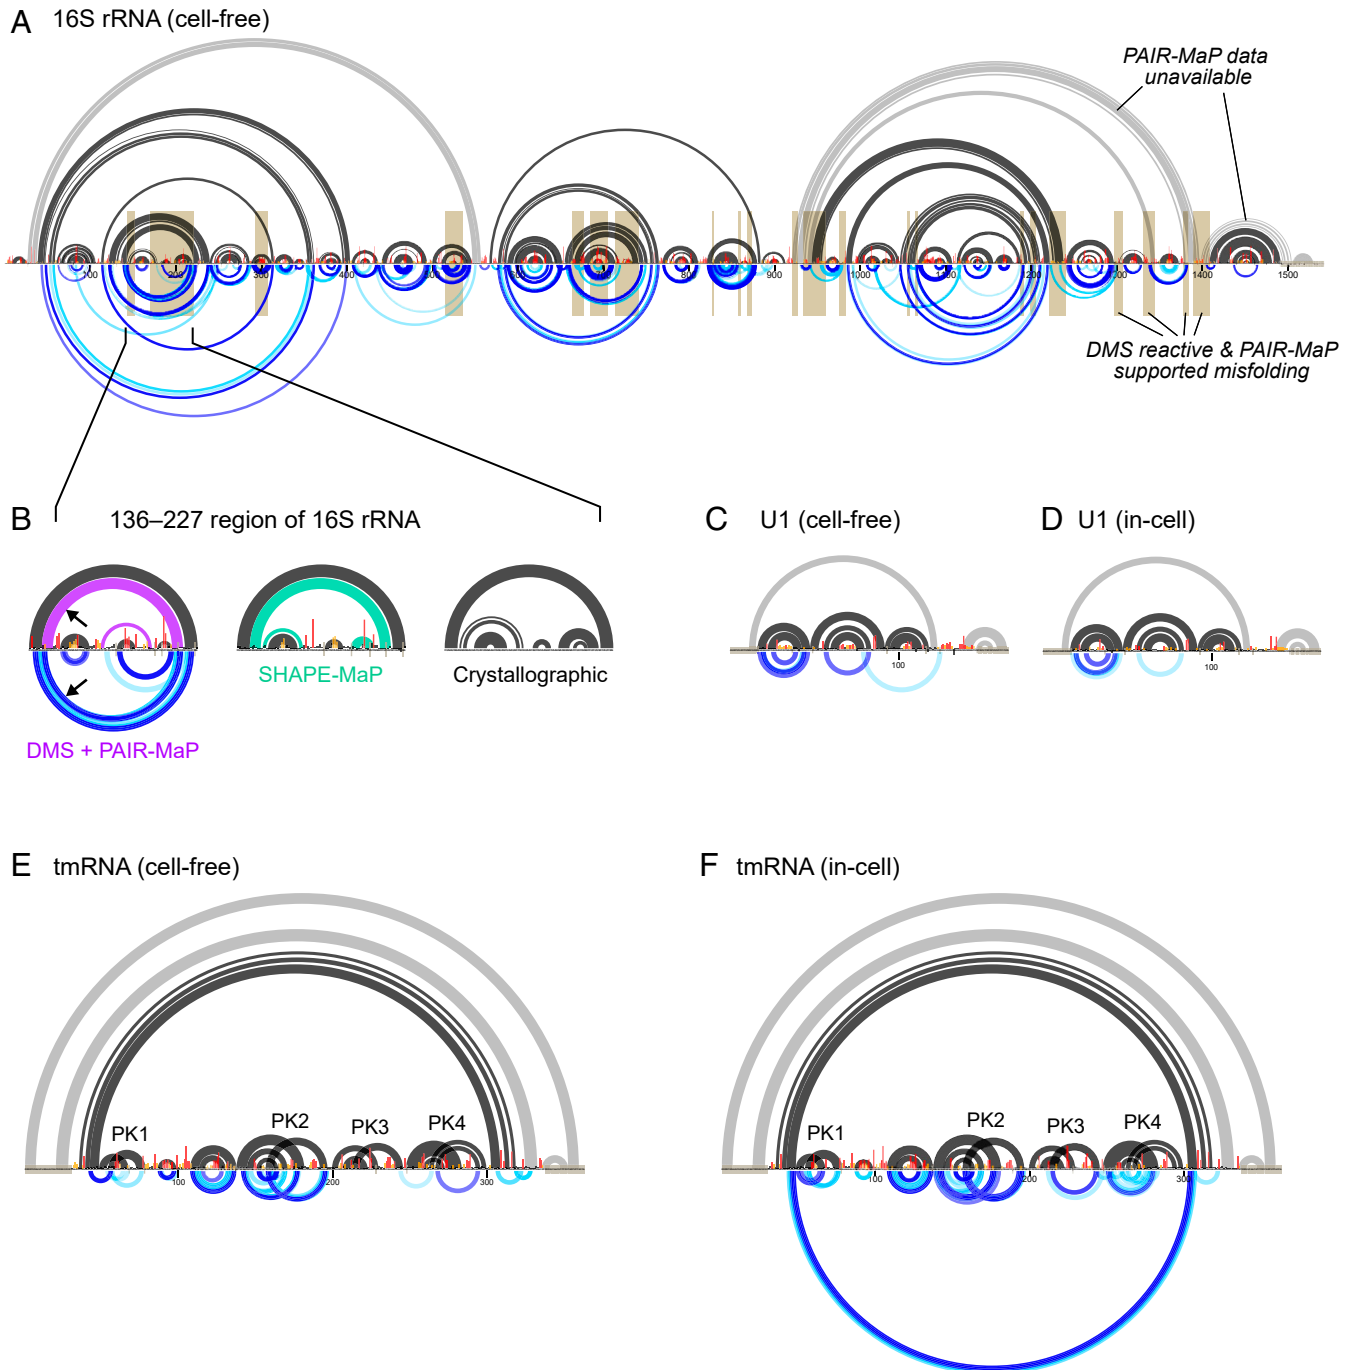 A 16S rRNA (cell-free)
PAIR-MaP data
unavailable
100 200 300 400 800 900 1000 1200 1400 1500
DMS reactive & PAIR-MaP
supported misfolding
B 136–227 region of 16S rRNA
C U1 (cell-free)
D U1 (in-cell)
SHAPE-MaP
Crystallographic
100
100
DMS + PAIR-MaP
E tmRNA (cell-free)
F tmRNA (in-cell)
PK1 PK2 PK3 PK4
100 200 300
PK1 PK2 PK3 PK4
100 200 300